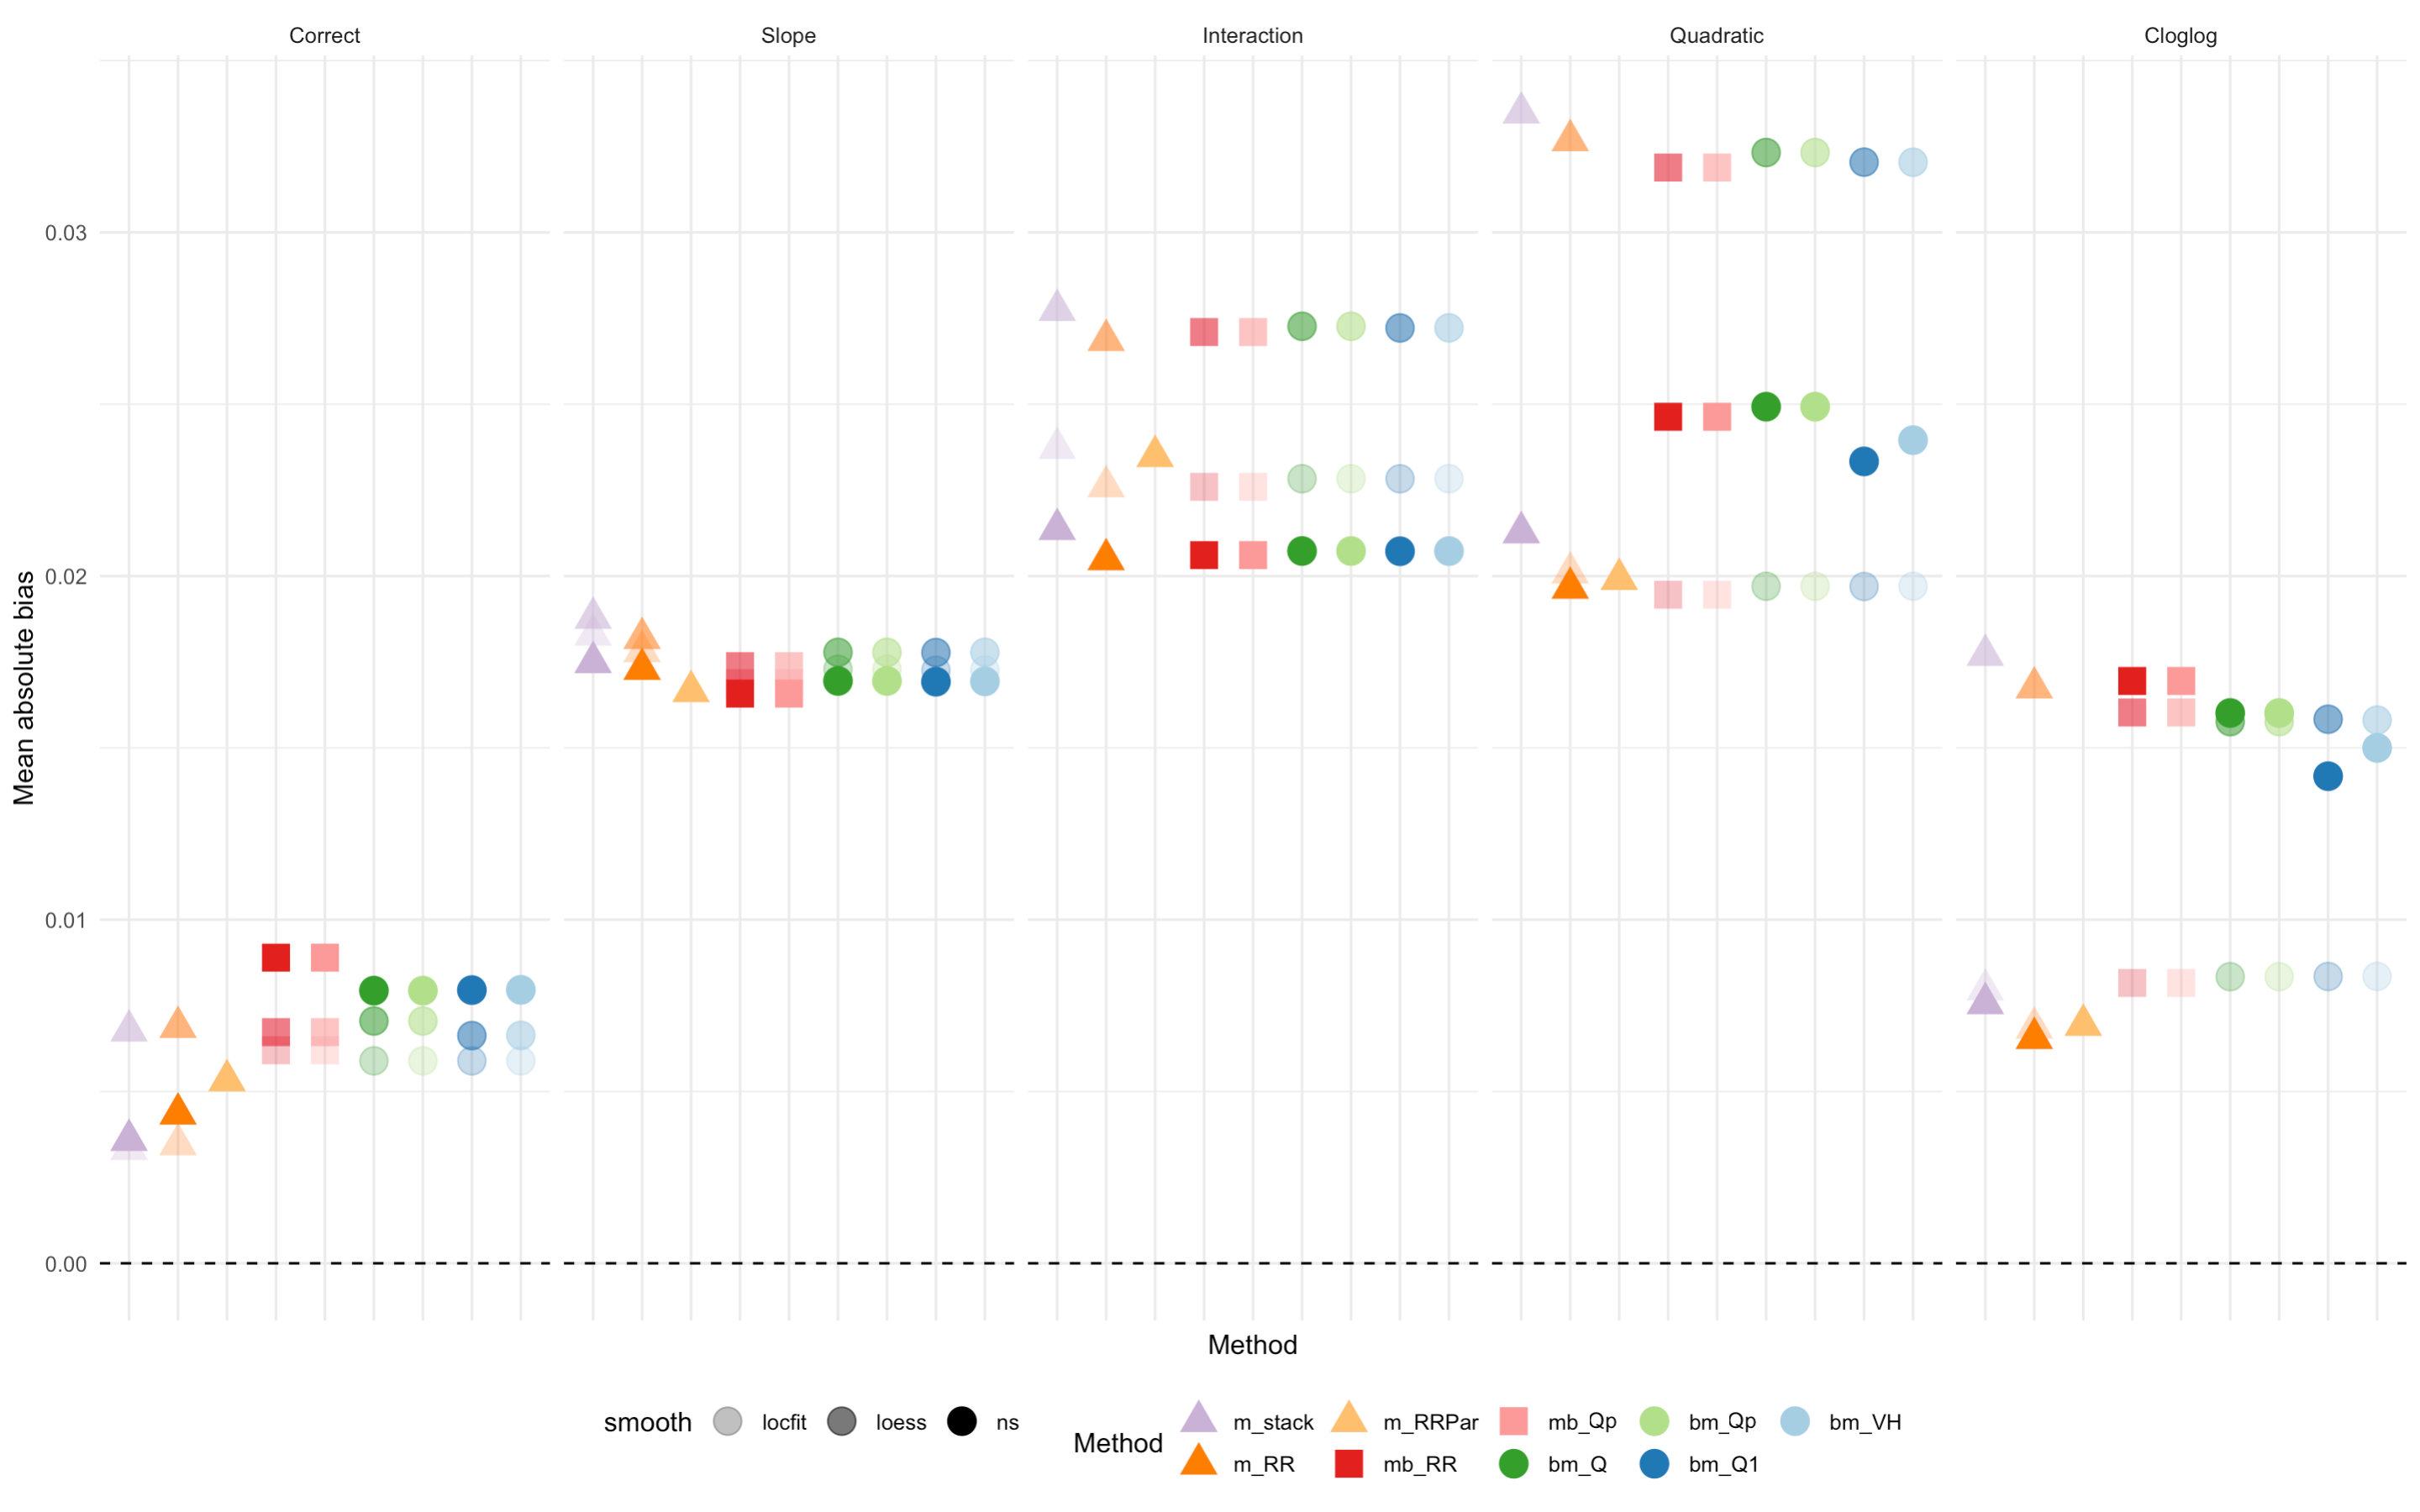 Correct Slope Interaction Quadratic Cloglog
0.03
0.02
0.01
0.00
Mean absolute bias
Method
smooth locfit loess ns
Method m_stack m_RRPar mb_Qp bm_Qp bm_VH
m_RR mb_RR bm_Q bm_Q1